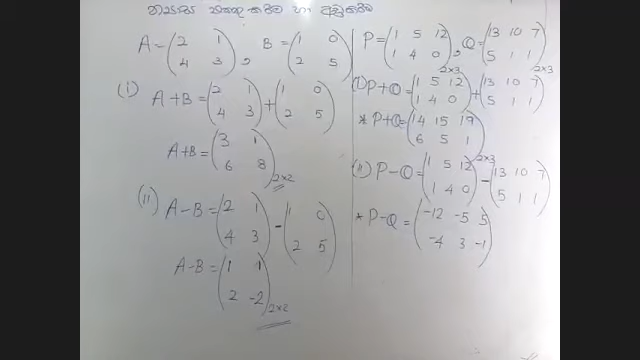 න්‍යාස එකතු කිරීම හා අඩු කිරීම
A = (2 1
4 3), B = (1 0
2 5)
(i) A+B = (2 1
4 3) + (1 0
2 5)
A+B = (3 1
6 8)2×2
(ii) A-B = (2 1
4 3) - (1 0
2 5)
A-B = (1 1
2 -2)2×2
P = (1 5 12
1 4 0)2×3, Q = (13 10 7
5 1 1)2×3
(i) P+Q = (1 5 12
1 4 0) + (13 10 7
5 1 1)
* P+Q = (14 15 19
6 5 1)2×3
(ii) P-Q = (1 5 12
1 4 0) - (13 10 7
5 1 1)
* P-Q = (-12 -5 5
-4 3 -1)